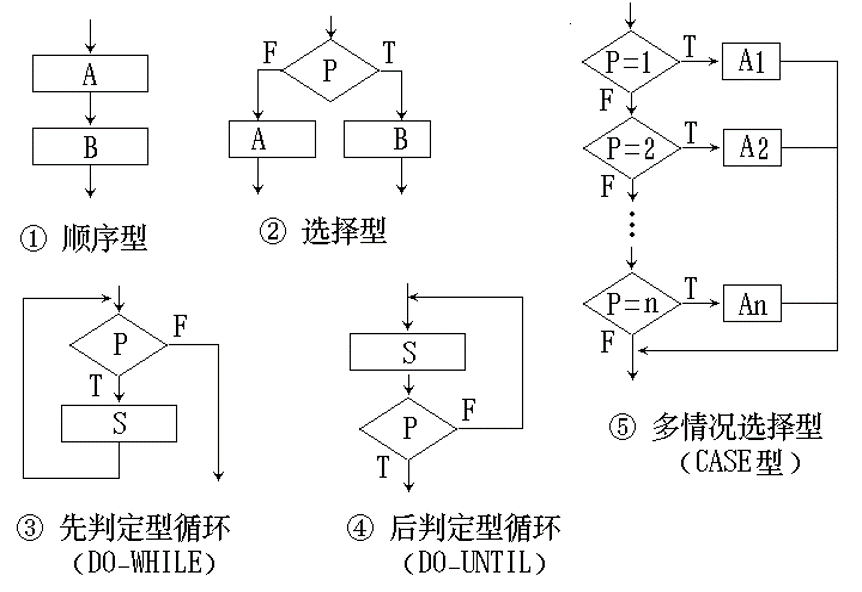 A
B
① 顺序型
F
T
P
A
B
② 选择型
P=1
T
A1
F
P=2
T
A2
F
⋮
P=n
T
An
F
⑤ 多情况选择型
(CASE型)
P
F
T
S
③ 先判定型循环
(DO-WHILE)
S
P
F
T
④ 后判定型循环
(DO-UNTIL)